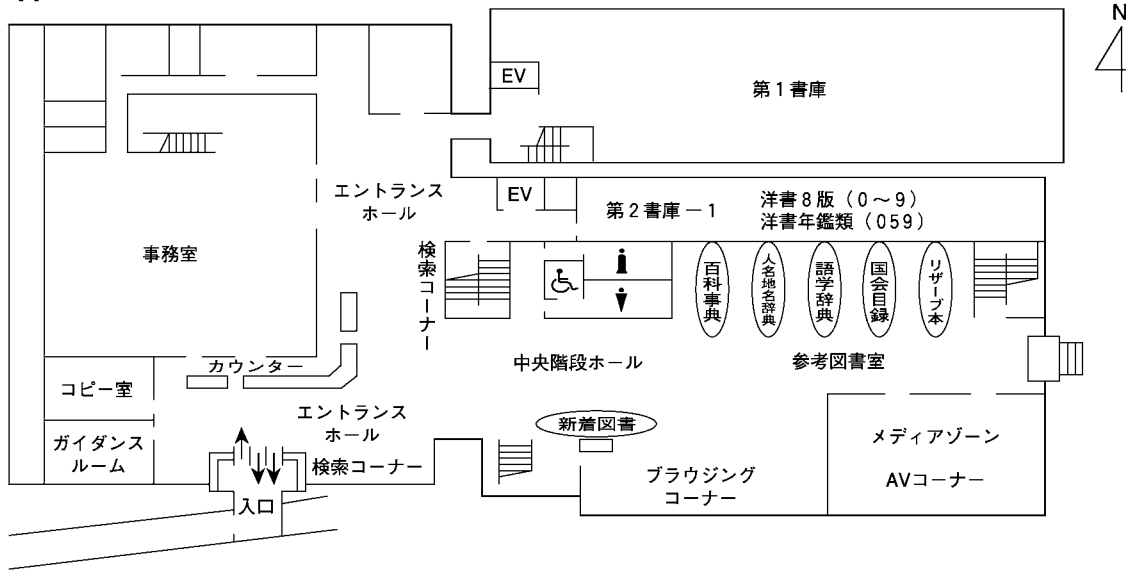 N
EV
第1書庫
エントランス
ホール
EV
第2書庫－1
洋書8版（0～9）
洋書年鑑類（059）
事務室
検索コーナー
百科事典
人名地名辞典
語学辞典
国会目録
リザーブ本
カウンター
中央階段ホール
参考図書室
コピー室
エントランス
ホール
新着図書
ガイダンス
ルーム
検索コーナー
メディアゾーン
AVコーナー
ブラウジング
コーナー
入口